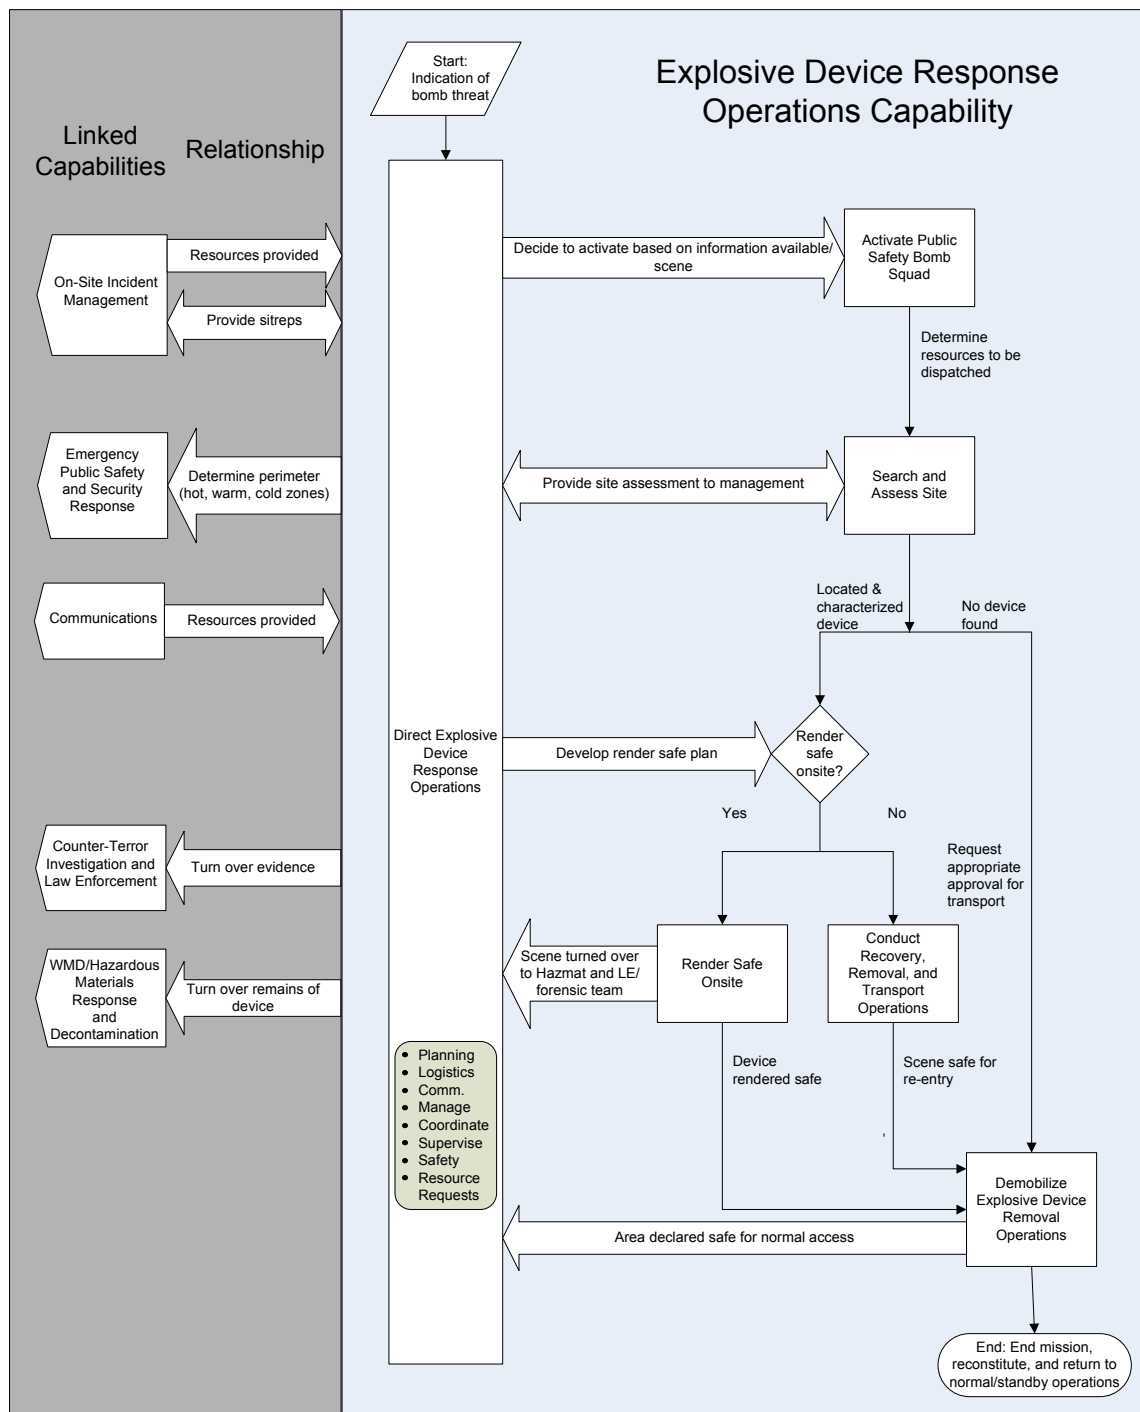 Explosive Device Response
Operations Capability
Linked
Capabilities
Relationship
Start:
Indication of
bomb threat
On-Site Incident
Management
Resources provided
Provide sitreps
Decide to activate based on information available/
scene
Activate Public
Safety Bomb
Squad
Determine
resources to be
dispatched
Emergency
Public Safety
and Security
Response
Determine perimeter
(hot, warm, cold zones)
Provide site assessment to management
Search and
Assess Site
Communications
Resources provided
Located &
characterized
device
No device
found
Direct Explosive
Device
Response
Operations
Develop render safe plan
Render
safe
onsite?
Yes
No
Counter-Terror
Investigation and
Law Enforcement
Turn over evidence
Request
appropriate
approval for
transport
WMD/Hazardous
Materials
Response
and
Decontamination
Turn over remains of
device
Scene turned over
to Hazmat and LE/
forensic team
Render Safe
Onsite
Conduct
Recovery,
Removal, and
Transport Operations
• Planning
• Logistics
• Comm.
• Manage
• Coordinate
• Supervise
• Safety
• Resource
Requests
Device
rendered safe
Scene safe for
re-entry
Demobilize
Explosive Device
Removal
Operations
Area declared safe for normal access
End: End mission,
reconstitute, and return to
normal/standby operations